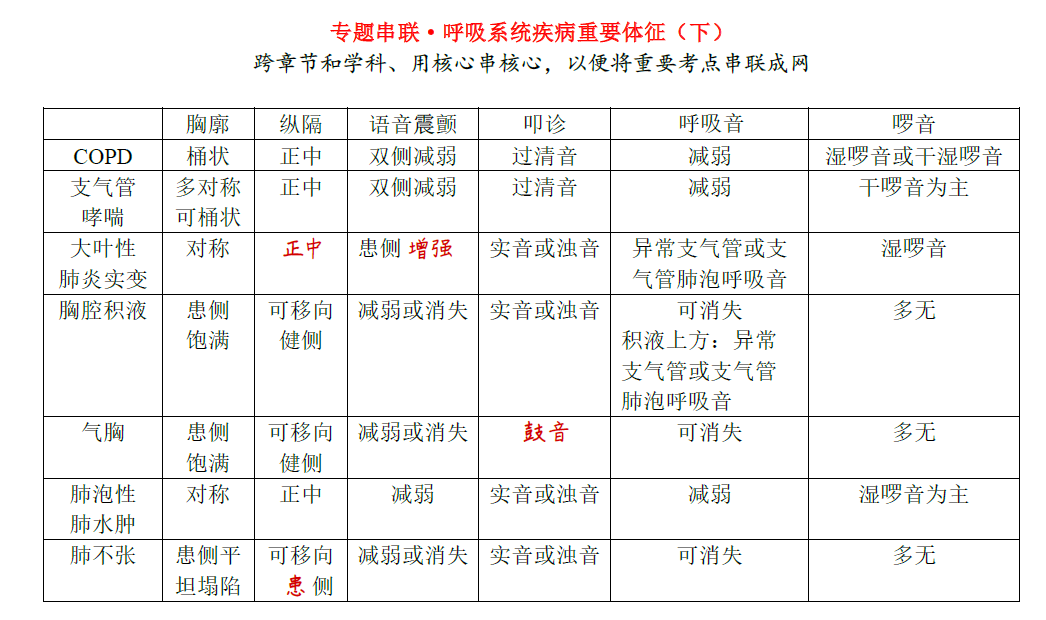 专题串联·呼吸系统疾病重要体征（下）
跨章节和学科、用核心串核心，以便将重要考点串联成网
胸廓 纵隔 语音震颤 叩诊 呼吸音 啰音
COPD 桶状 正中 双侧减弱 过清音 减弱 湿啰音或干湿啰音
支气管 多对称 正中 双侧减弱 过清音 减弱 干啰音为主
哮喘 可桶状
大叶性 对称 正中 患侧 增强 实音或浊音 异常支气管或支 湿啰音
肺炎实变 气管肺泡呼吸音
胸腔积液 患侧 可移向 减弱或消失 实音或浊音 可消失 多无
饱满 健侧 积液上方：异常
支气管或支气管
肺泡呼吸音
气胸 患侧 可移向 减弱或消失 鼓音 可消失 多无
饱满 健侧
肺泡性 对称 正中 减弱 实音或浊音 减弱 湿啰音为主
肺水肿
肺不张 患侧平 可移向 减弱或消失 实音或浊音 可消失 多无
坦塌陷 患 侧